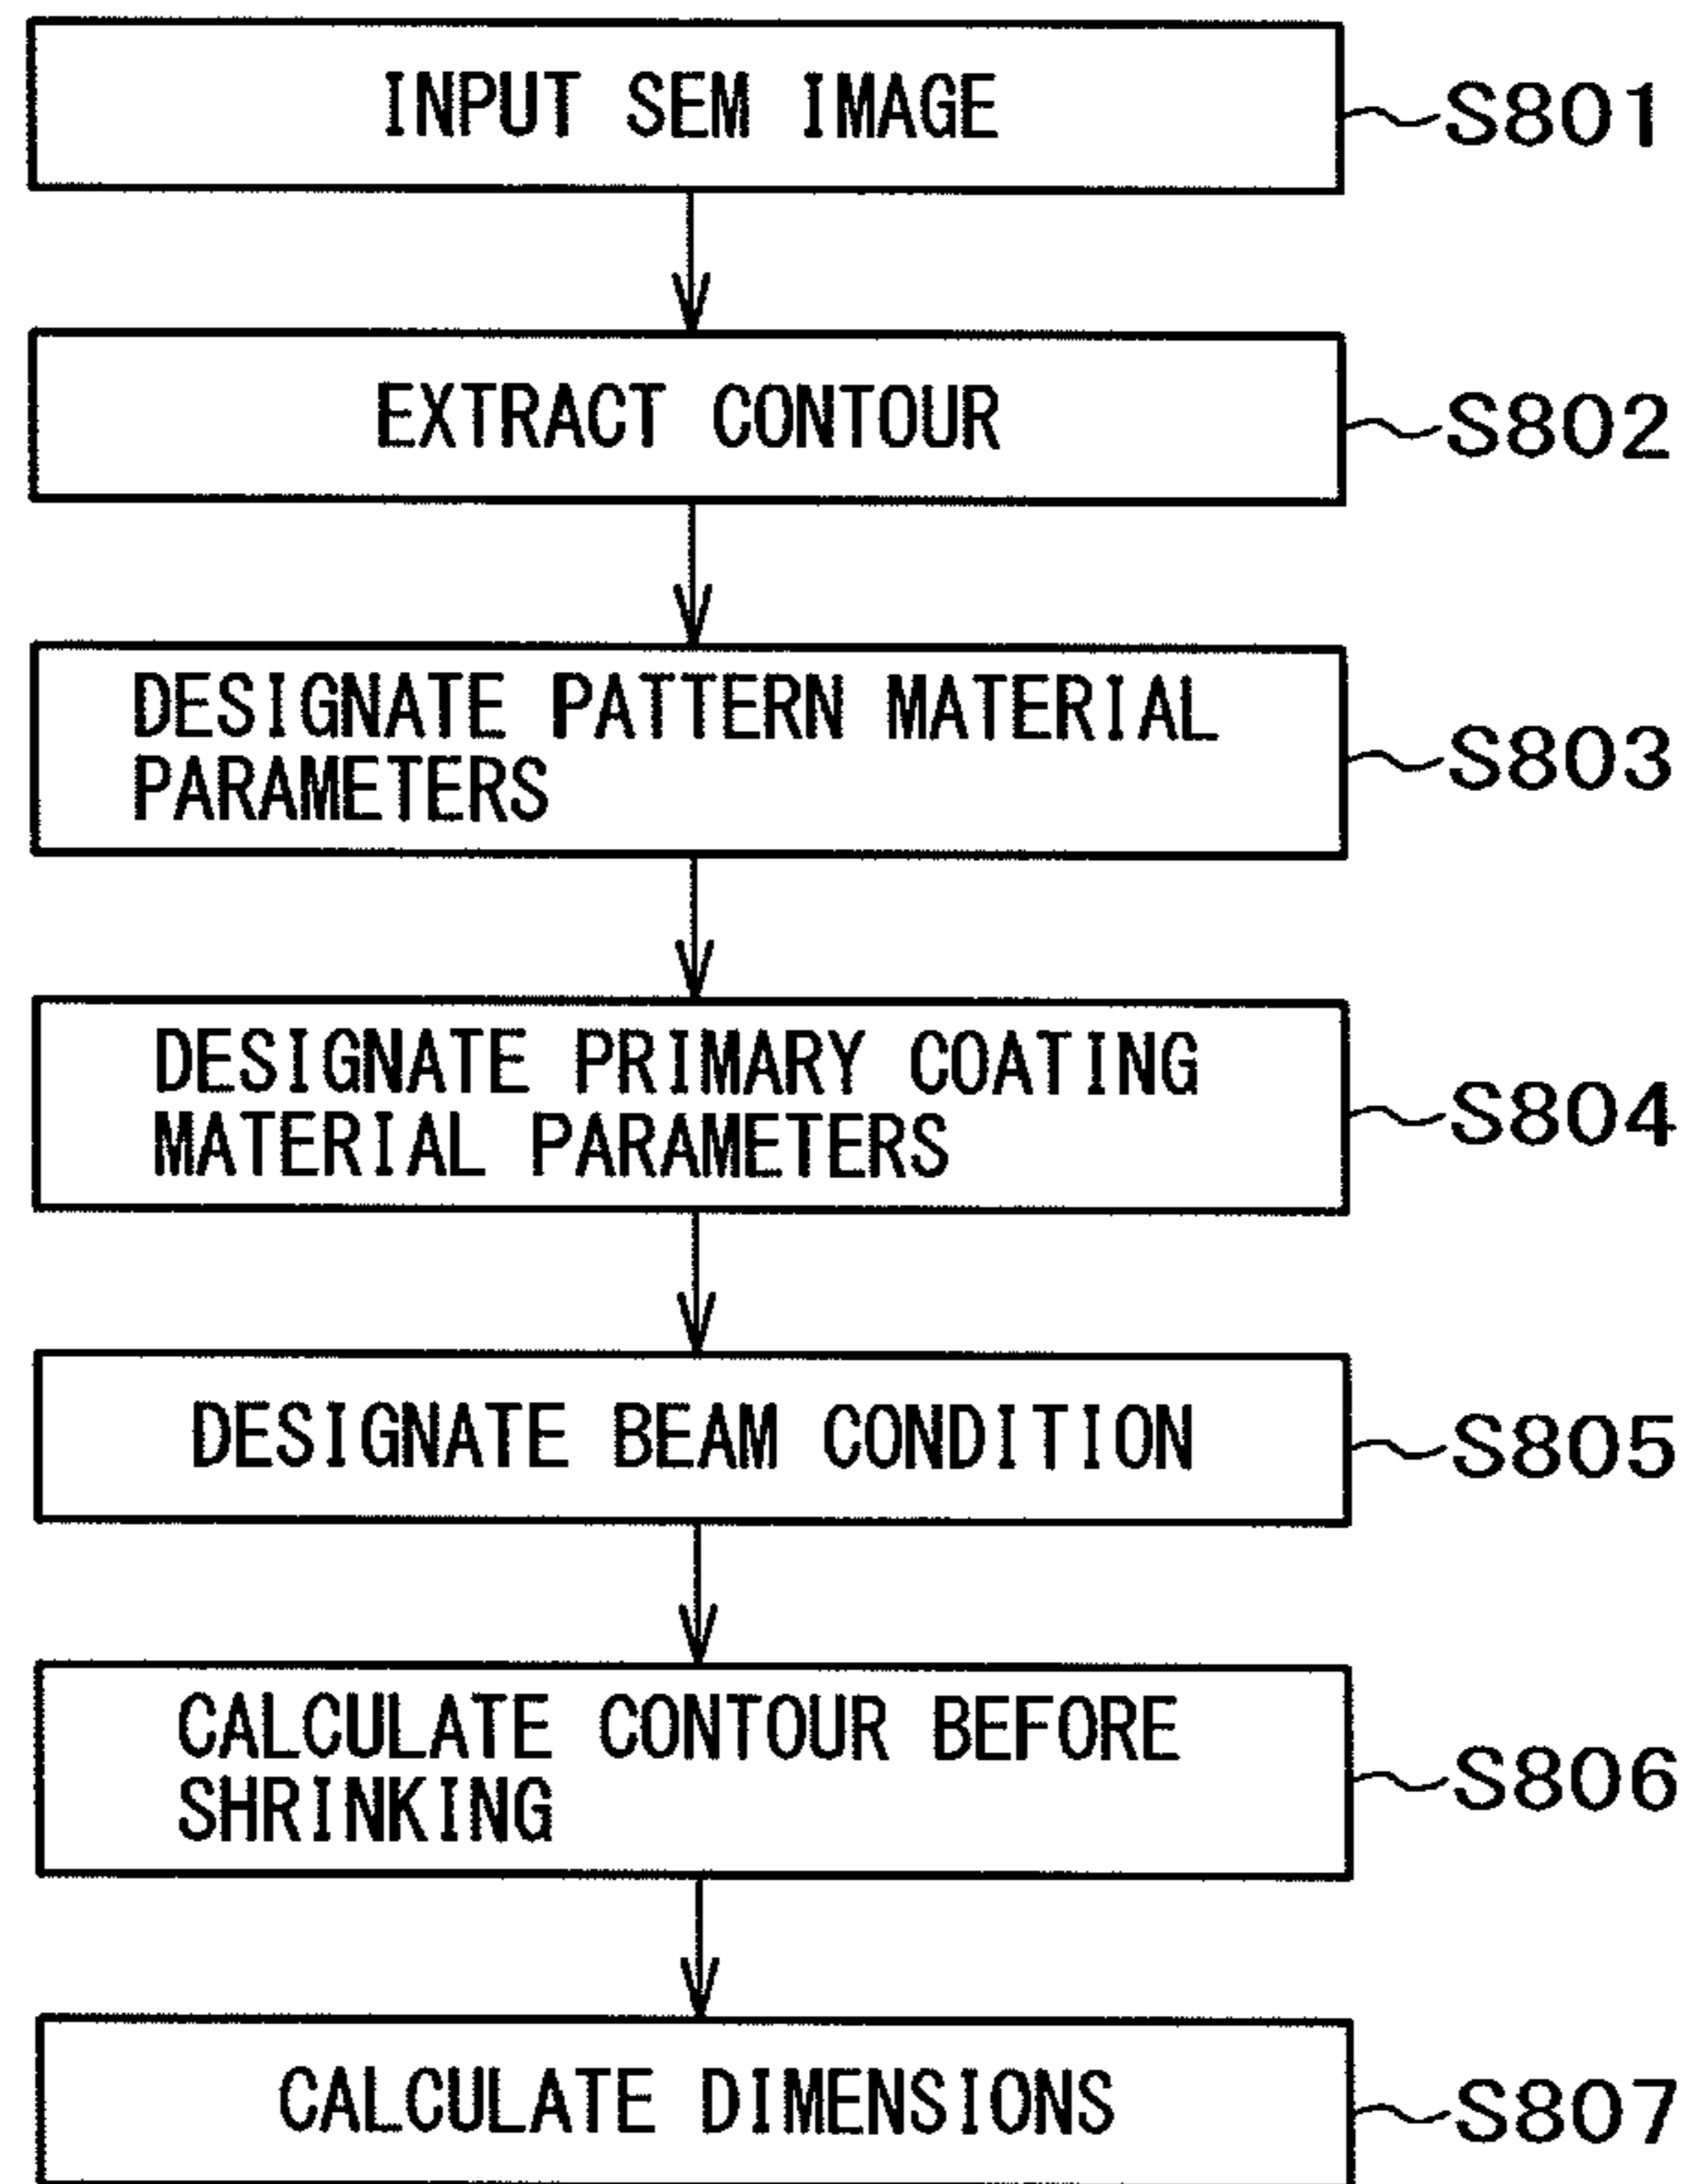 INPUT SEM IMAGE
S801
EXTRACT CONTOUR
S802
DESIGNATE PATTERN MATERIAL
PARAMETERS
S803
DESIGNATE PRIMARY COATING
MATERIAL PARAMETERS
S804
DESIGNATE BEAM CONDITION
S805
CALCULATE CONTOUR BEFORE
SHRINKING
S806
CALCULATE DIMENSIONS
S807